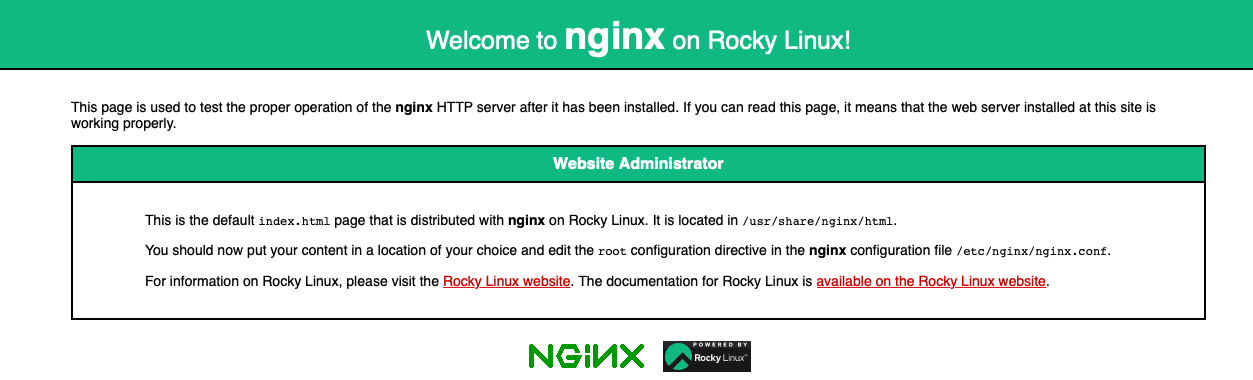 Welcome to nginx on Rocky Linux!
This page is used to test the proper operation of the nginx HTTP server after it has been installed. If you can read this page, it means that the web server installed at this site is
working properly.
Website Administrator
This is the default index.html page that is distributed with nginx on Rocky Linux. It is located in /usr/share/nginx/html.
You should now put your content in a location of your choice and edit the root configuration directive in the nginx configuration file /etc/nginx/nginx.conf.
For information on Rocky Linux, please visit the Rocky Linux website. The documentation for Rocky Linux is available on the Rocky Linux website.
NGiNX
POWERED BY
Rocky Linux™